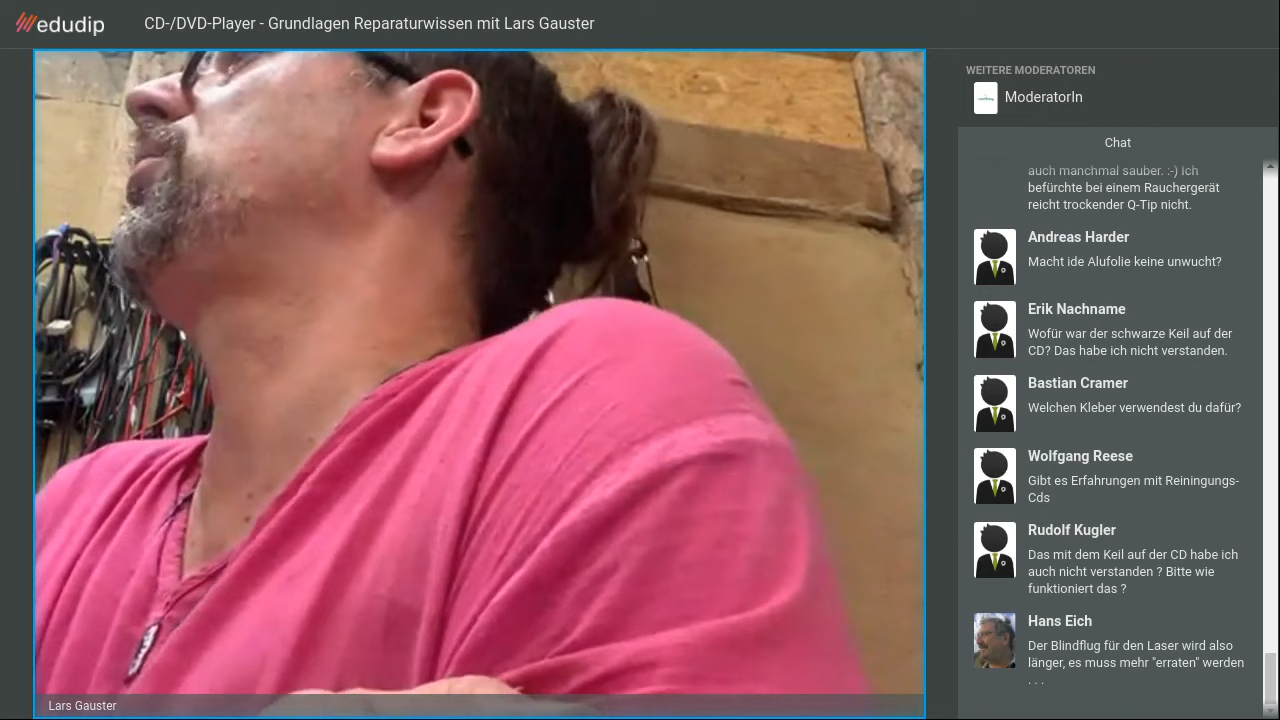 edudip
CD-/DVD-Player - Grundlagen Reparaturwissen mit Lars Gauster
WEITERE MODERATOREN
ModeratorIn
Chat
auch manchmal sauber. :-) Ich
befürchte bei einem Rauchergerät
reicht trockender Q-Tip nicht.
Andreas Harder
Macht ide Alufolie keine unwucht?
Erik Nachname
Wofür war der schwarze Keil auf der
CD? Das habe ich nicht verstanden.
Bastian Cramer
Welchen Kleber verwendest du dafür?
Wolfgang Reese
Gibt es Erfahrungen mit Reiningungs-
Cds
Rudolf Kugler
Das mit dem Keil auf der CD habe ich
auch nicht verstanden ? Bitte wie
funktioniert das ?
Hans Eich
Der Blindflug für den Laser wird also
länger, es muss mehr "erraten" werden
. . .
Lars Gauster